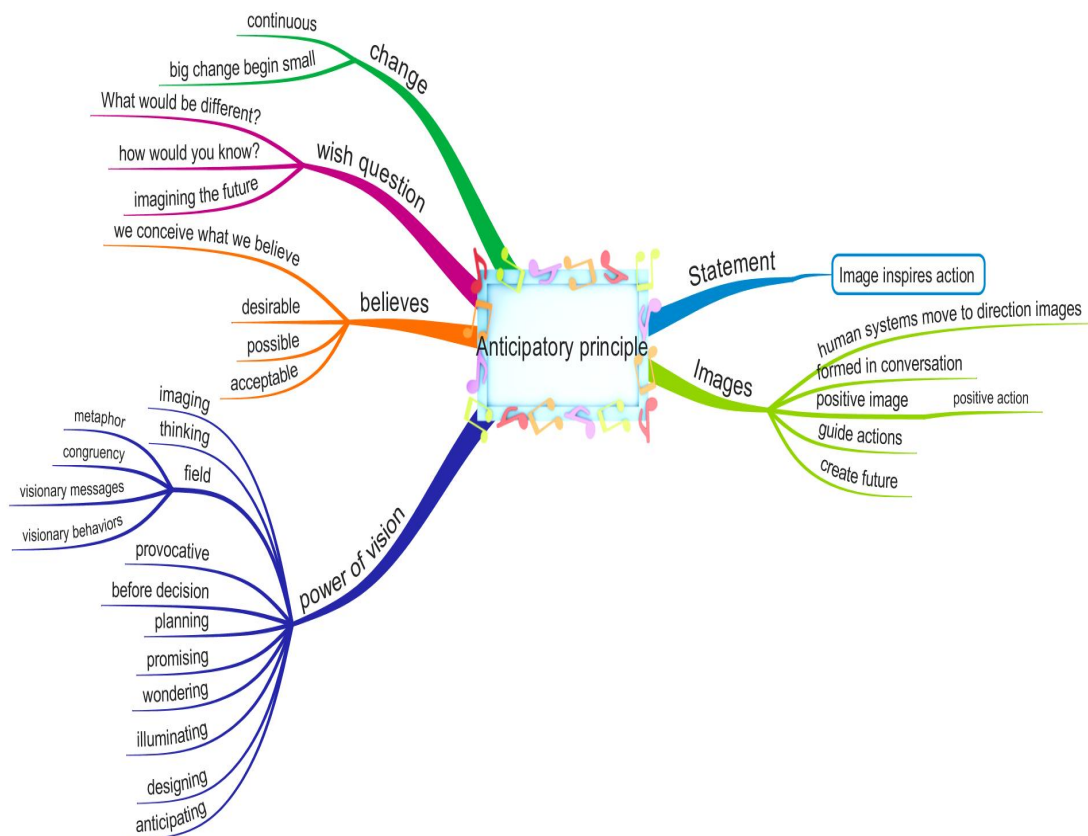 Anticipatory principle
Statement
Image inspires action
Images
human systems move to direction images
formed in conversation
positive image
positive action
guide actions
create future
power of vision
imaging
thinking
field
metaphor
congruency
visionary messages
visionary behaviors
provocative
before decision
planning
promising
wondering
illuminating
designing
anticipating
believes
we conceive what we believe
desirable
possible
acceptable
wish question
What would be different?
how would you know?
imagining the future
change
continuous
big change begin small